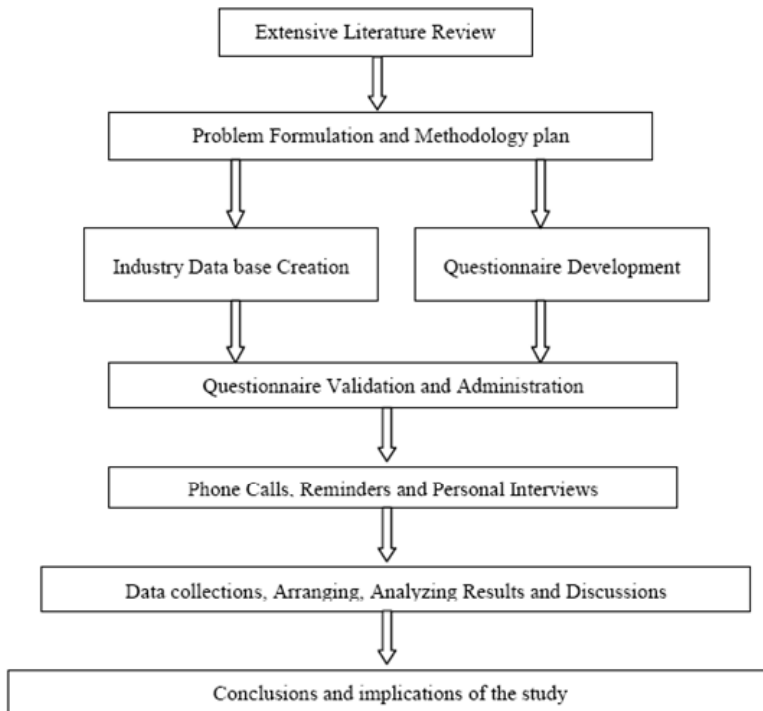 Extensive Literature Review
Problem Formulation and Methodology plan
Industry Data base Creation
Questionnaire Development
Questionnaire Validation and Administration
Phone Calls, Reminders and Personal Interviews
Data collections, Arranging, Analyzing Results and Discussions
Conclusions and implications of the study